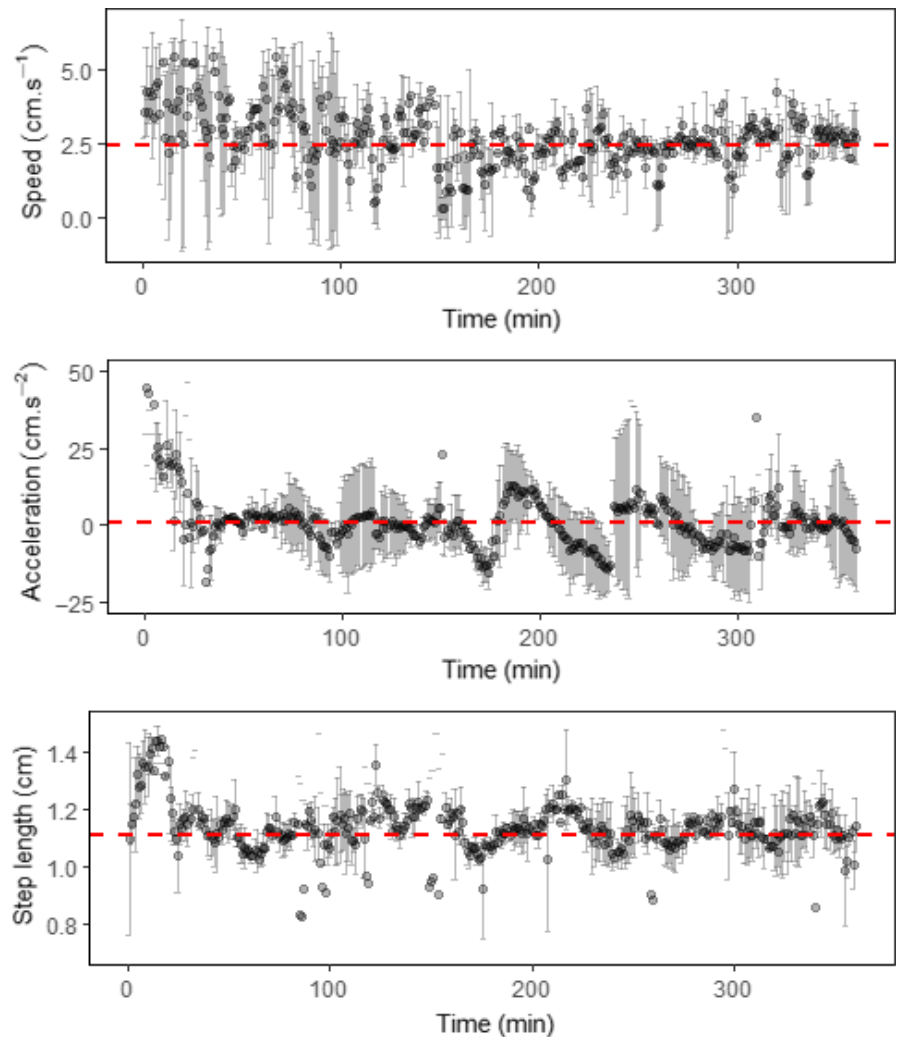 Speed (cm.s⁻¹)
5.0
2.5
0.0
0 100 200 300
Time (min)
Acceleration (cm.s⁻²)
50
25
0
−25
0 100 200 300
Time (min)
Step length (cm)
1.4
1.2
1.0
0.8
0 100 200 300
Time (min)